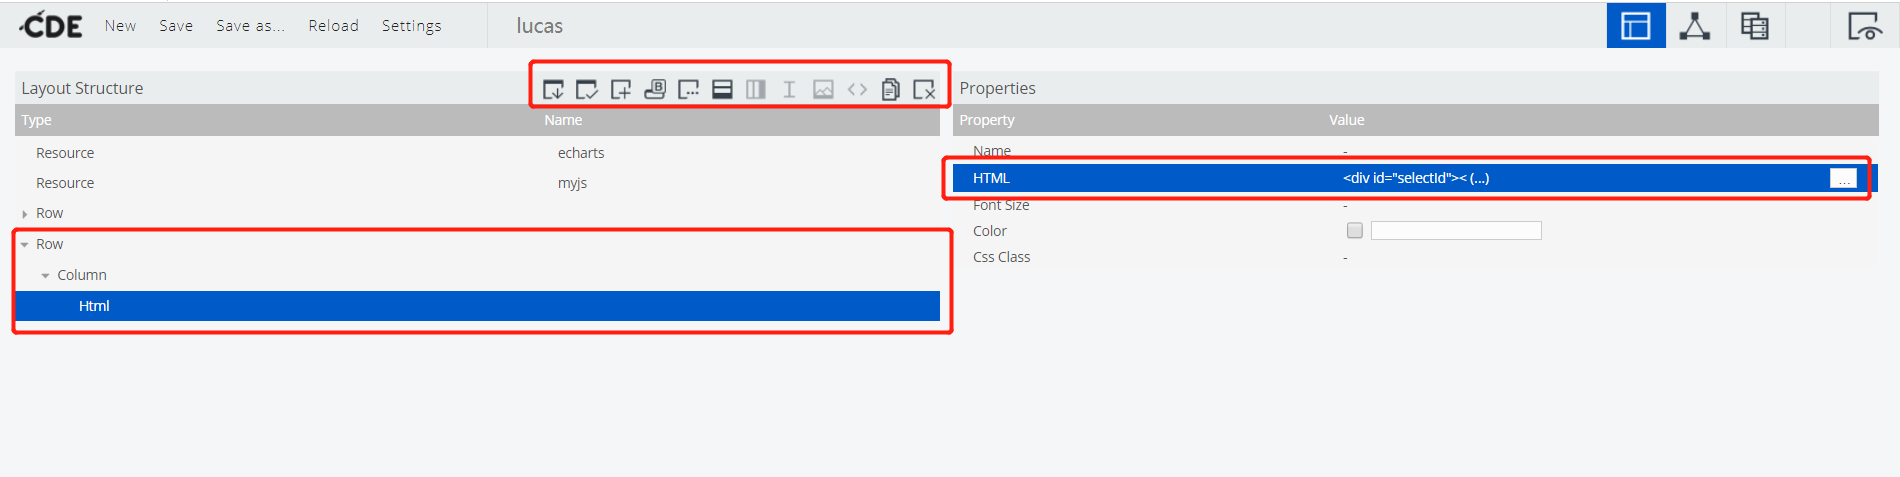 CDE New Save Save as... Reload Settings lucas
Layout Structure
Type Name
Resource echarts
Resource myjs
Row
Row
Column
Html
Properties
Property Value
Name -
HTML <div id="selectId">< (...) ...
Font Size -
Color
Css Class -